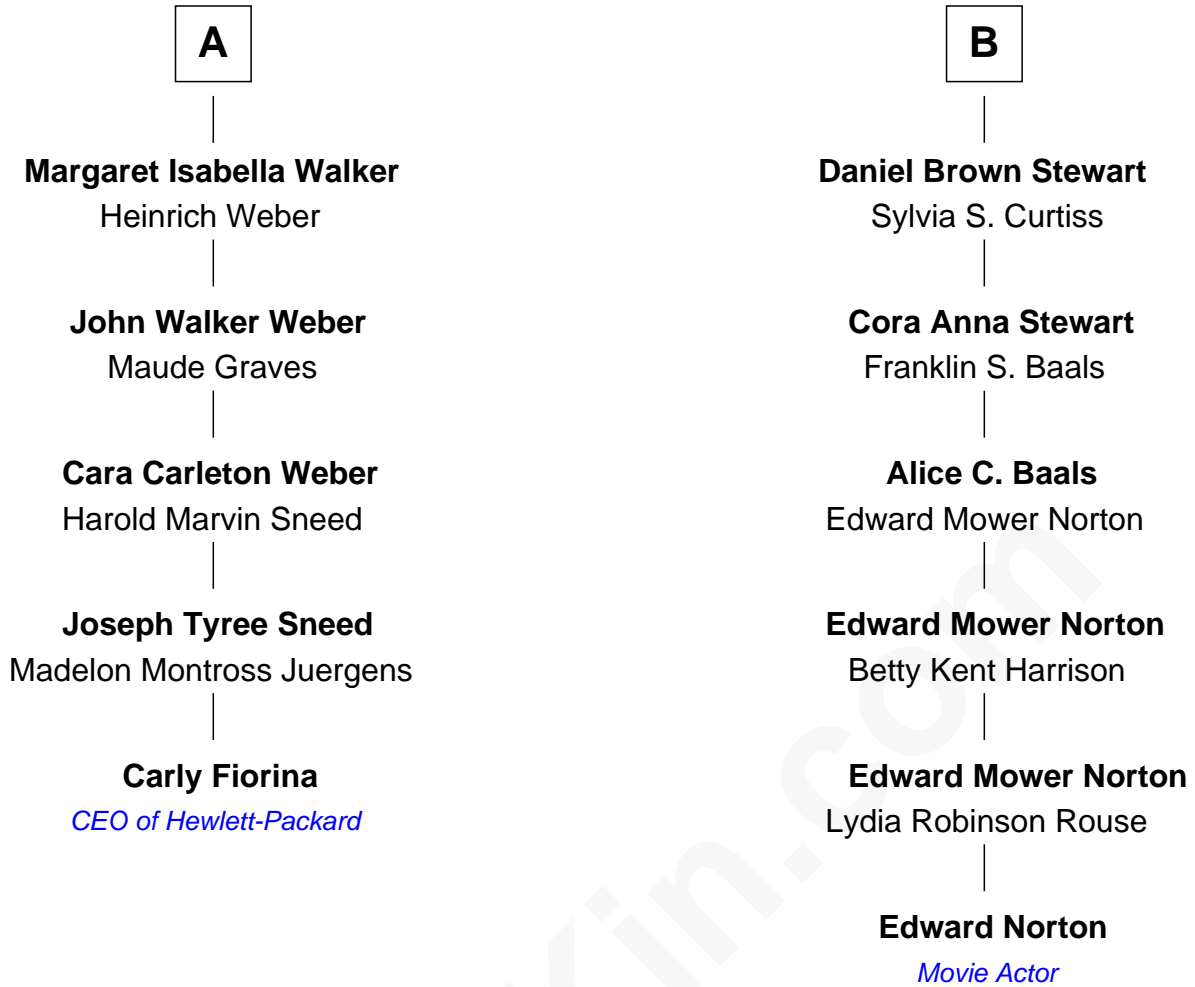 A
Margaret Isabella Walker
Heinrich Weber
John Walker Weber
Maude Graves
Cara Carleton Weber
Harold Marvin Sneed
Joseph Tyree Sneed
Madelon Montross Juergens
Carly Fiorina
CEO of Hewlett-Packard
B
Daniel Brown Stewart
Sylvia S. Curtiss
Cora Anna Stewart
Franklin S. Baals
Alice C. Baals
Edward Mower Norton
Edward Mower Norton
Betty Kent Harrison
Edward Mower Norton
Lydia Robinson Rouse
Edward Norton
Movie Actor
Kin.com